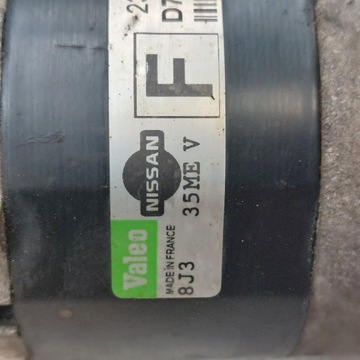 Valeo
NISSAN
F
MADE IN FRANCE
35ME V
8J3